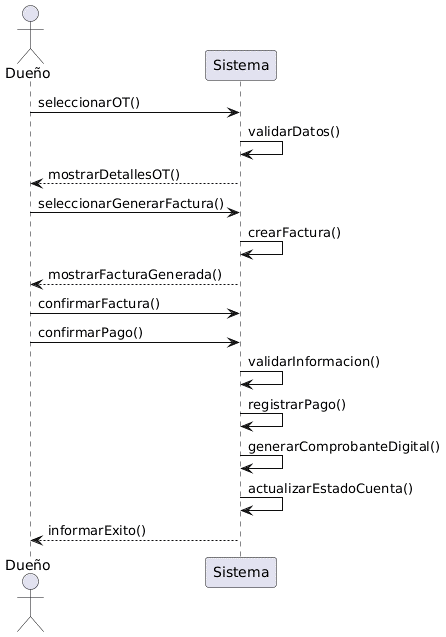 Dueño
Sistema
seleccionarOT()
validarDatos()
mostrarDetallesOT()
seleccionarGenerarFactura()
crearFactura()
mostrarFacturaGenerada()
confirmarFactura()
confirmarPago()
validarInformacion()
registrarPago()
generarComprobanteDigital()
actualizarEstadoCuenta()
informarExito()
Dueño
Sistema